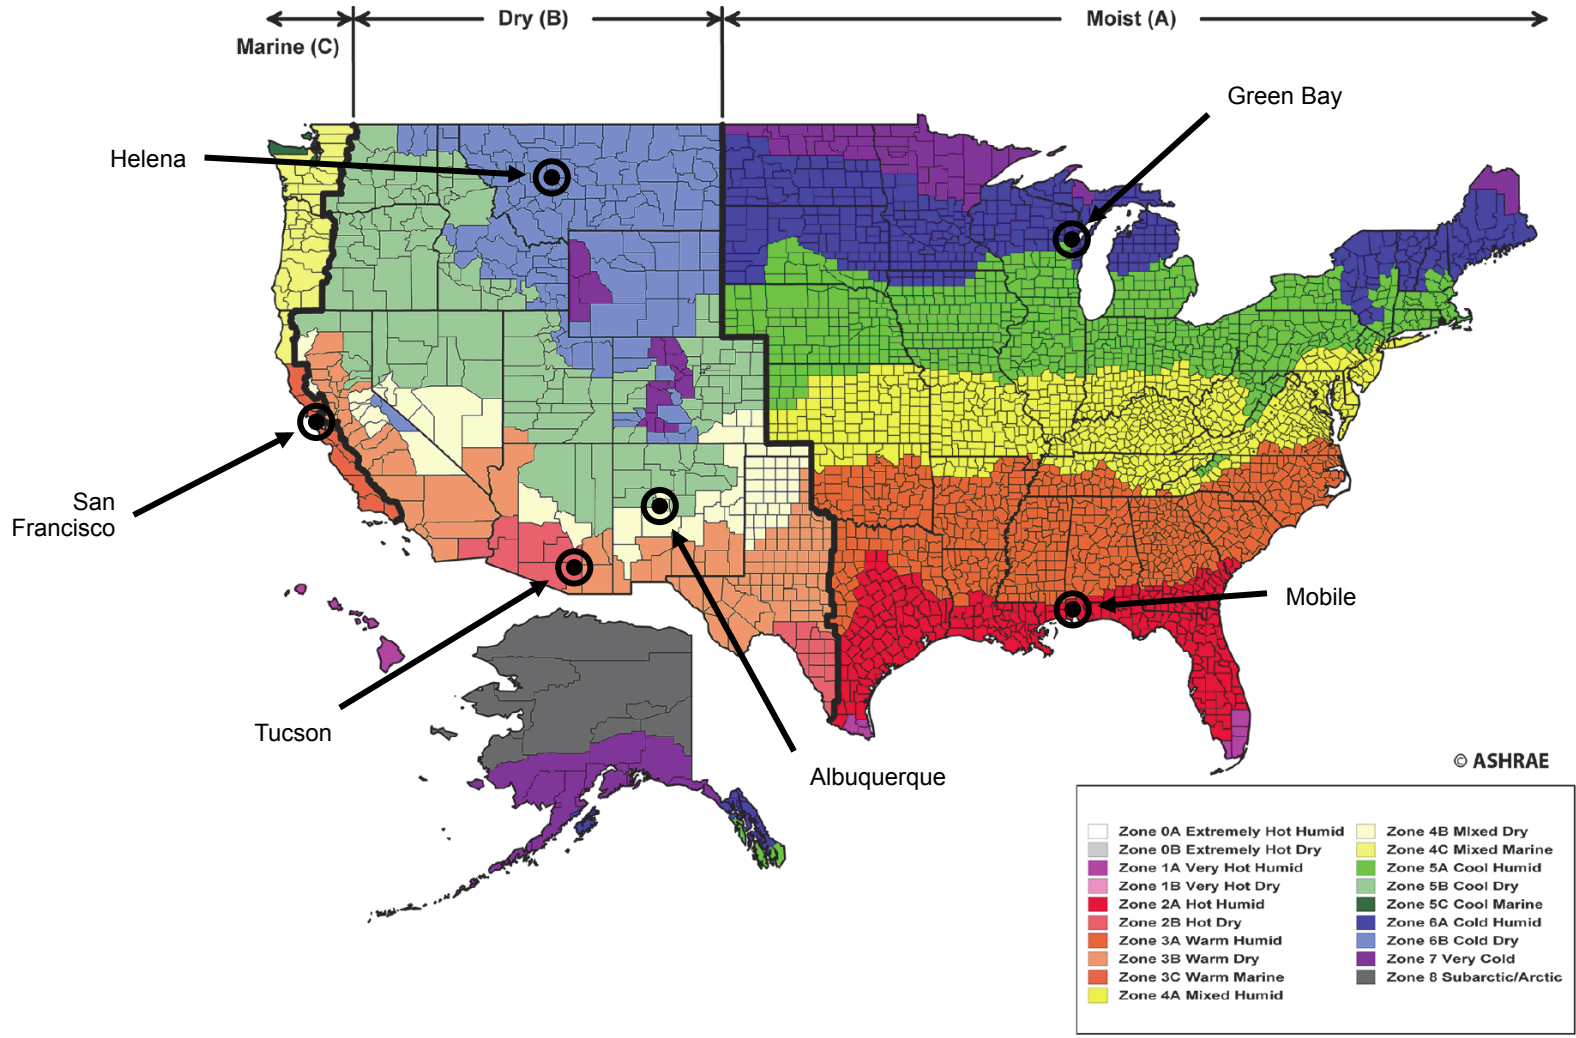 Dry (B)
Moist (A)
Marine (C)
Green Bay
Helena
San
Francisco
Mobile
Tucson
Albuquerque
© ASHRAE
Zone 0A Extremely Hot Humid
Zone 0B Extremely Hot Dry
Zone 1A Very Hot Humid
Zone 1B Very Hot Dry
Zone 2A Hot Humid
Zone 2B Hot Dry
Zone 3A Warm Humid
Zone 3B Warm Dry
Zone 3C Warm Marine
Zone 4A Mixed Humid
Zone 4B MIxed Dry
Zone 4C Mixed Marine
Zone 5A Cool Humid
Zone 5B Cool Dry
Zone 5C Cool Marine
Zone 6A Cold Humid
Zone 6B Cold Dry
Zone 7 Very Cold
Zone 8 Subarctic/Arctic